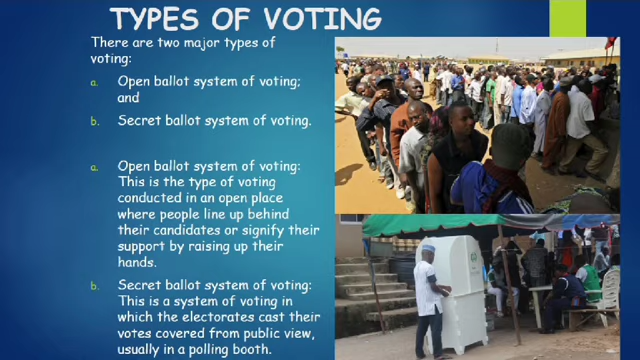 TYPES OF VOTING
There are two major types of
voting:
a. Open ballot system of voting;
and
b. Secret ballot system of voting.
a. Open ballot system of voting:
This is the type of voting
conducted in an open place
where people line up behind
their candidates or signify their
support by raising up their
hands.
b. Secret ballot system of voting:
This is a system of voting in
which the electorates cast their
votes covered from public view,
usually in a polling booth.